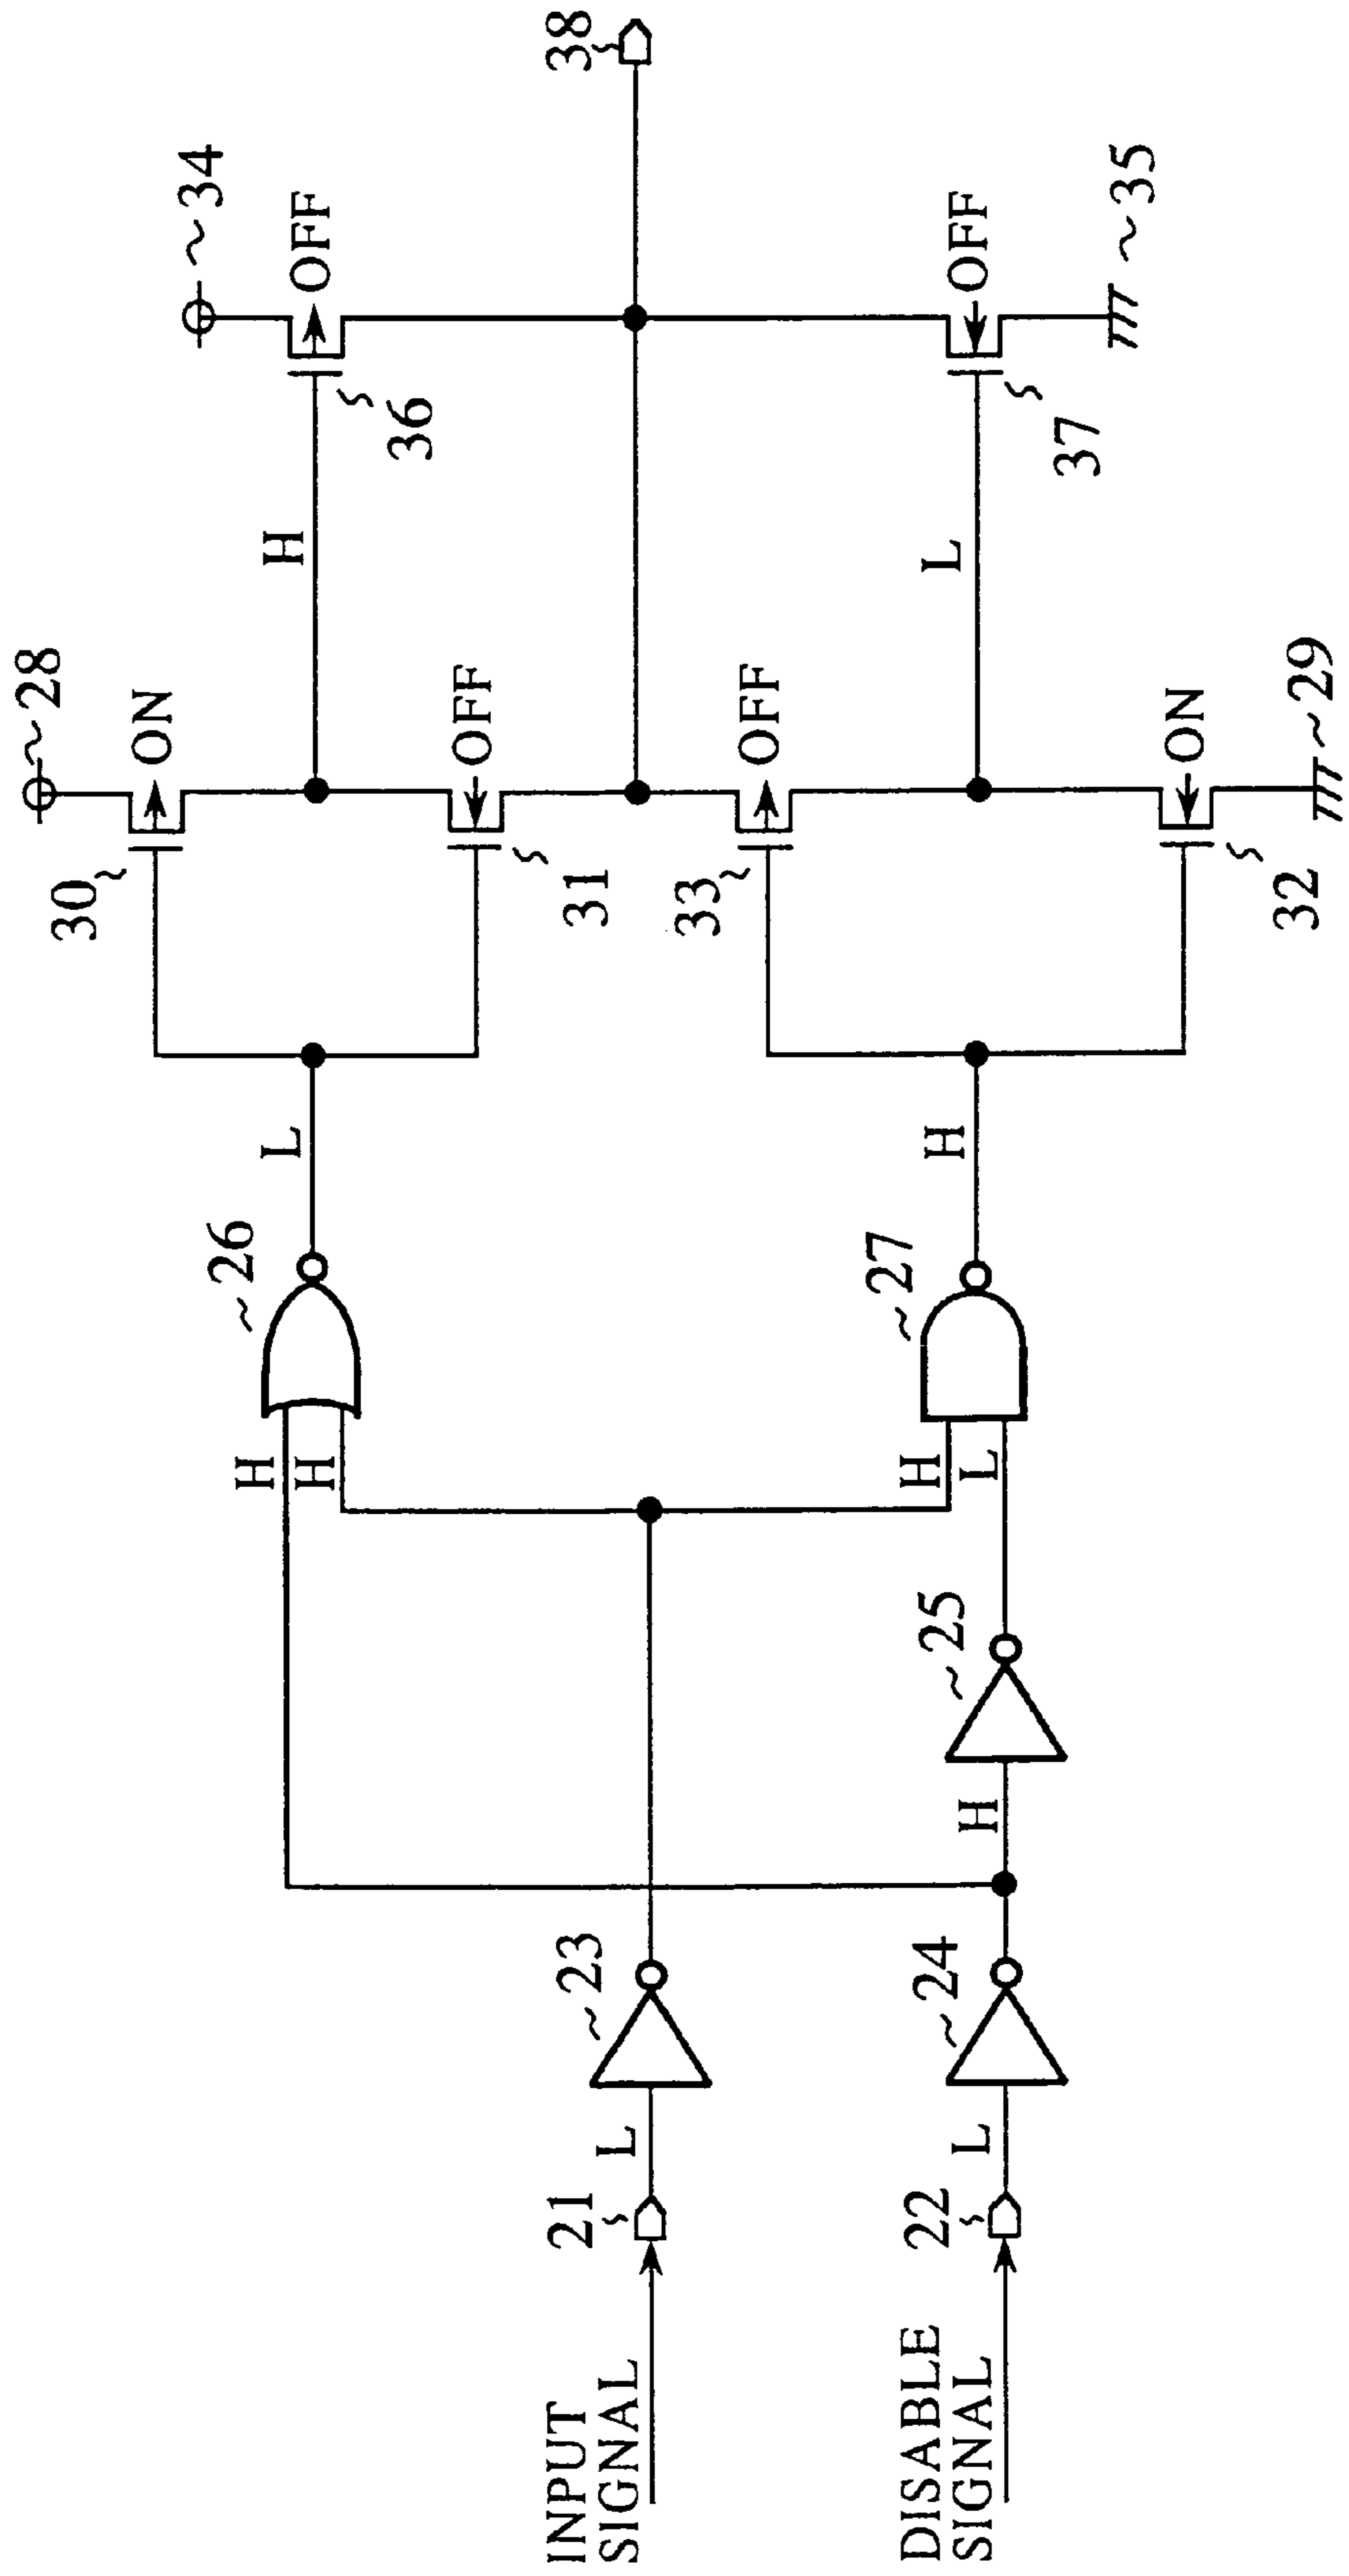 INPUT
SIGNAL
21
L
23
DISABLE
SIGNAL
22
L
24
H
25
H
H
26
L
H
L
27
H
28
30
ON
31
OFF
33
OFF
32
ON
29
H
L
34
36
OFF
37
OFF
35
38